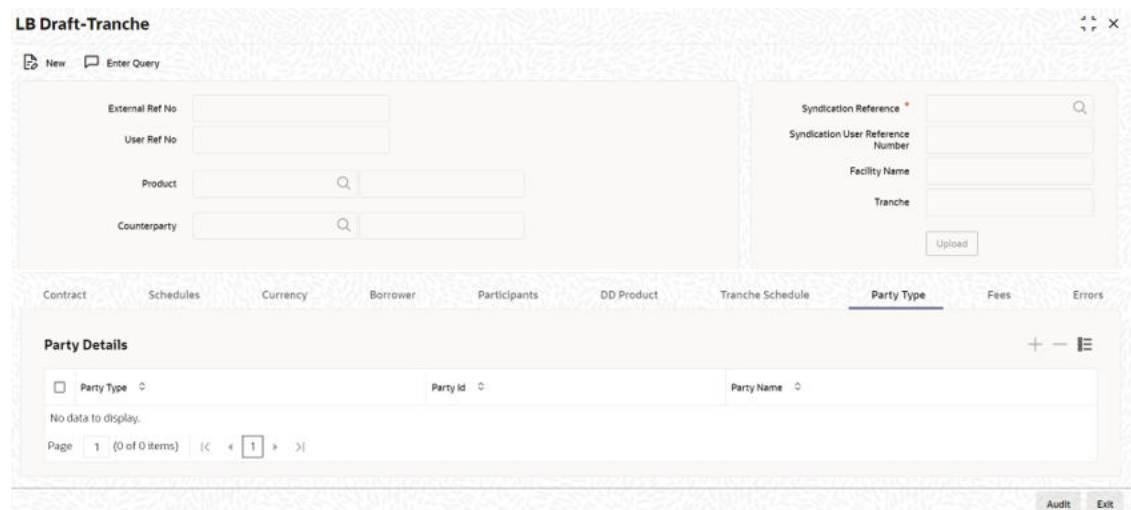 LB Draft-Tranche
New Enter Query
External Ref No
User Ref No
Product
Counterparty
Syndication Reference *
Syndication User Reference
Number
Facility Name
Tranche
Upload
Contract Schedules Currency Borrower Participants DD Product Tranche Schedule Party Type Fees Errors
Party Details
Party Type Party Id Party Name
No data to display.
Page 1 (0 of 0 items) 1
Audit Exit